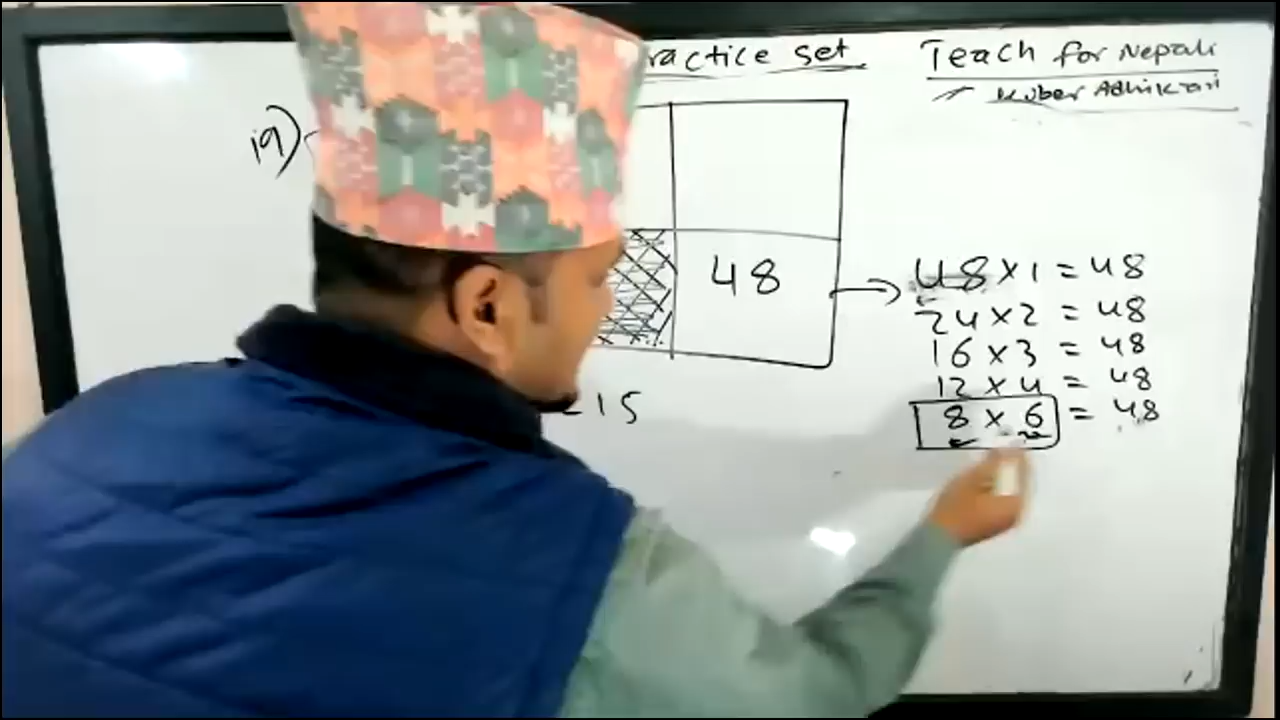 ractice set
Teach for Nepali
Kuber Adhikari
19)
48
48 x 1 = 48
24 x 2 = 48
16 x 3 = 48
12 x 4 = 48
8 x 6 = 48
15